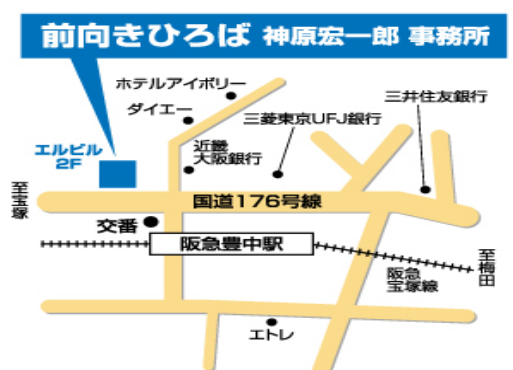 前向きひろば 神原宏一郎 事務所
ホテルアイボリー
ダイエー
三井住友銀行
三菱東京UFJ銀行
近畿
大阪銀行
エルビル
2F
至宝塚
国道176号線
交番
阪急豊中駅
至梅田
阪急
宝塚線
エトレ